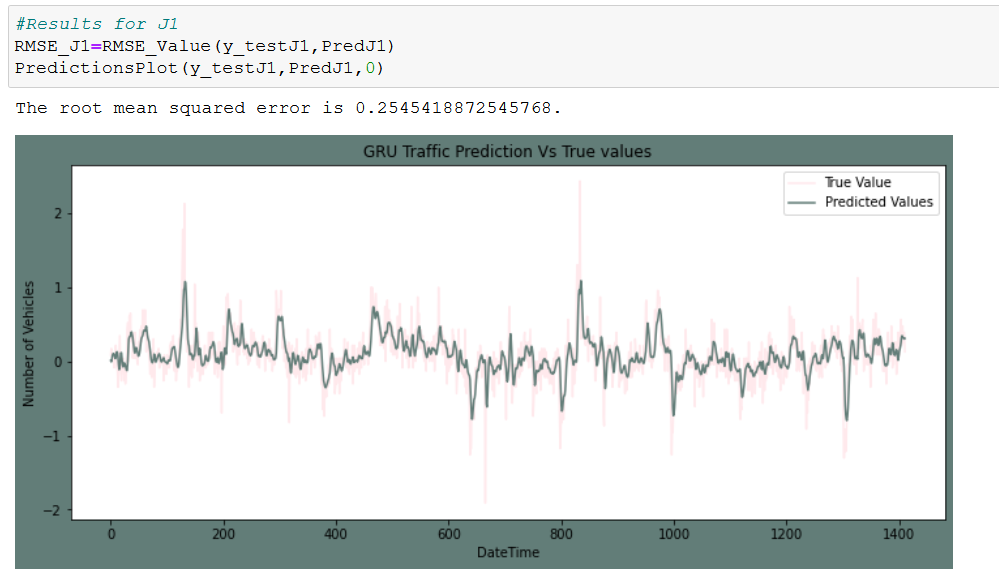 #Results for J1
RMSE_J1=RMSE_Value(y_testJ1,PredJ1)
PredictionsPlot(y_testJ1,PredJ1,0)
The root mean squared error is 0.2545418872545768.
GRU Traffic Prediction Vs True values
True Value
Predicted Values
Number of Vehicles
2
1
0
−1
−2
0 200 400 600 800 1000 1200 1400
DateTime